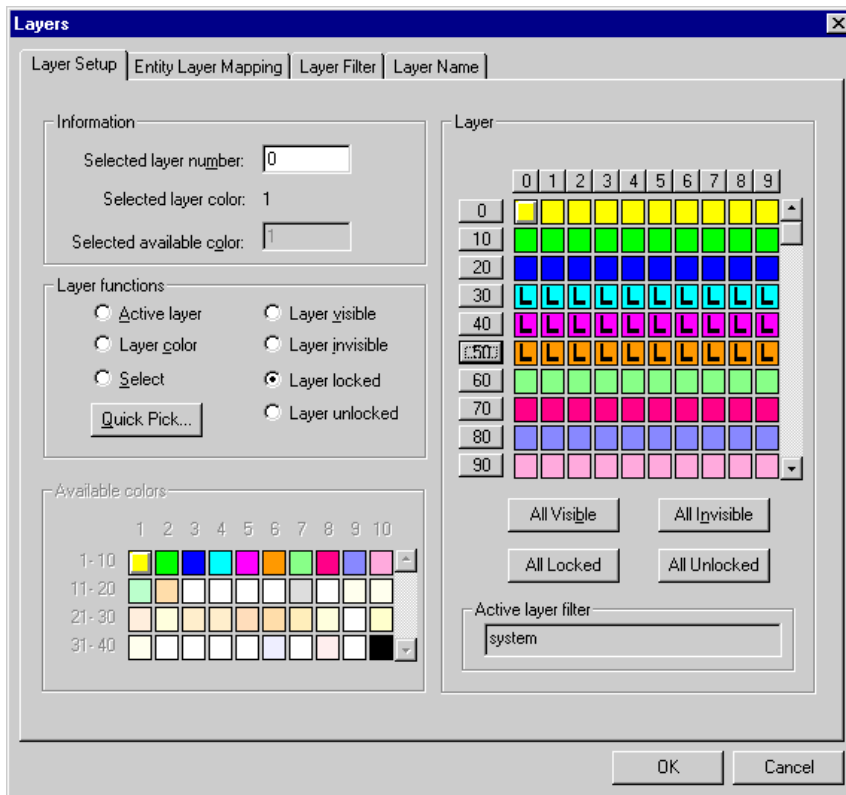 Layers
Layer Setup Entity Layer Mapping Layer Filter Layer Name
Information
Selected layer number: 0
Selected layer color: 1
Selected available color: 1
Layer functions
Active layer Layer visible
Layer color Layer invisible
Select Layer locked
Quick Pick... Layer unlocked
Available colors
1 2 3 4 5 6 7 8 9 10
1- 10
11- 20
21- 30
31- 40
Layer
0 1 2 3 4 5 6 7 8 9
0
10
20
30 L L L L L L L L L L
40 L L L L L L L L L L
50 L L L L L L L L L L
60
70
80
90
All Visible All Invisible
All Locked All Unlocked
Active layer filter
system
OK Cancel